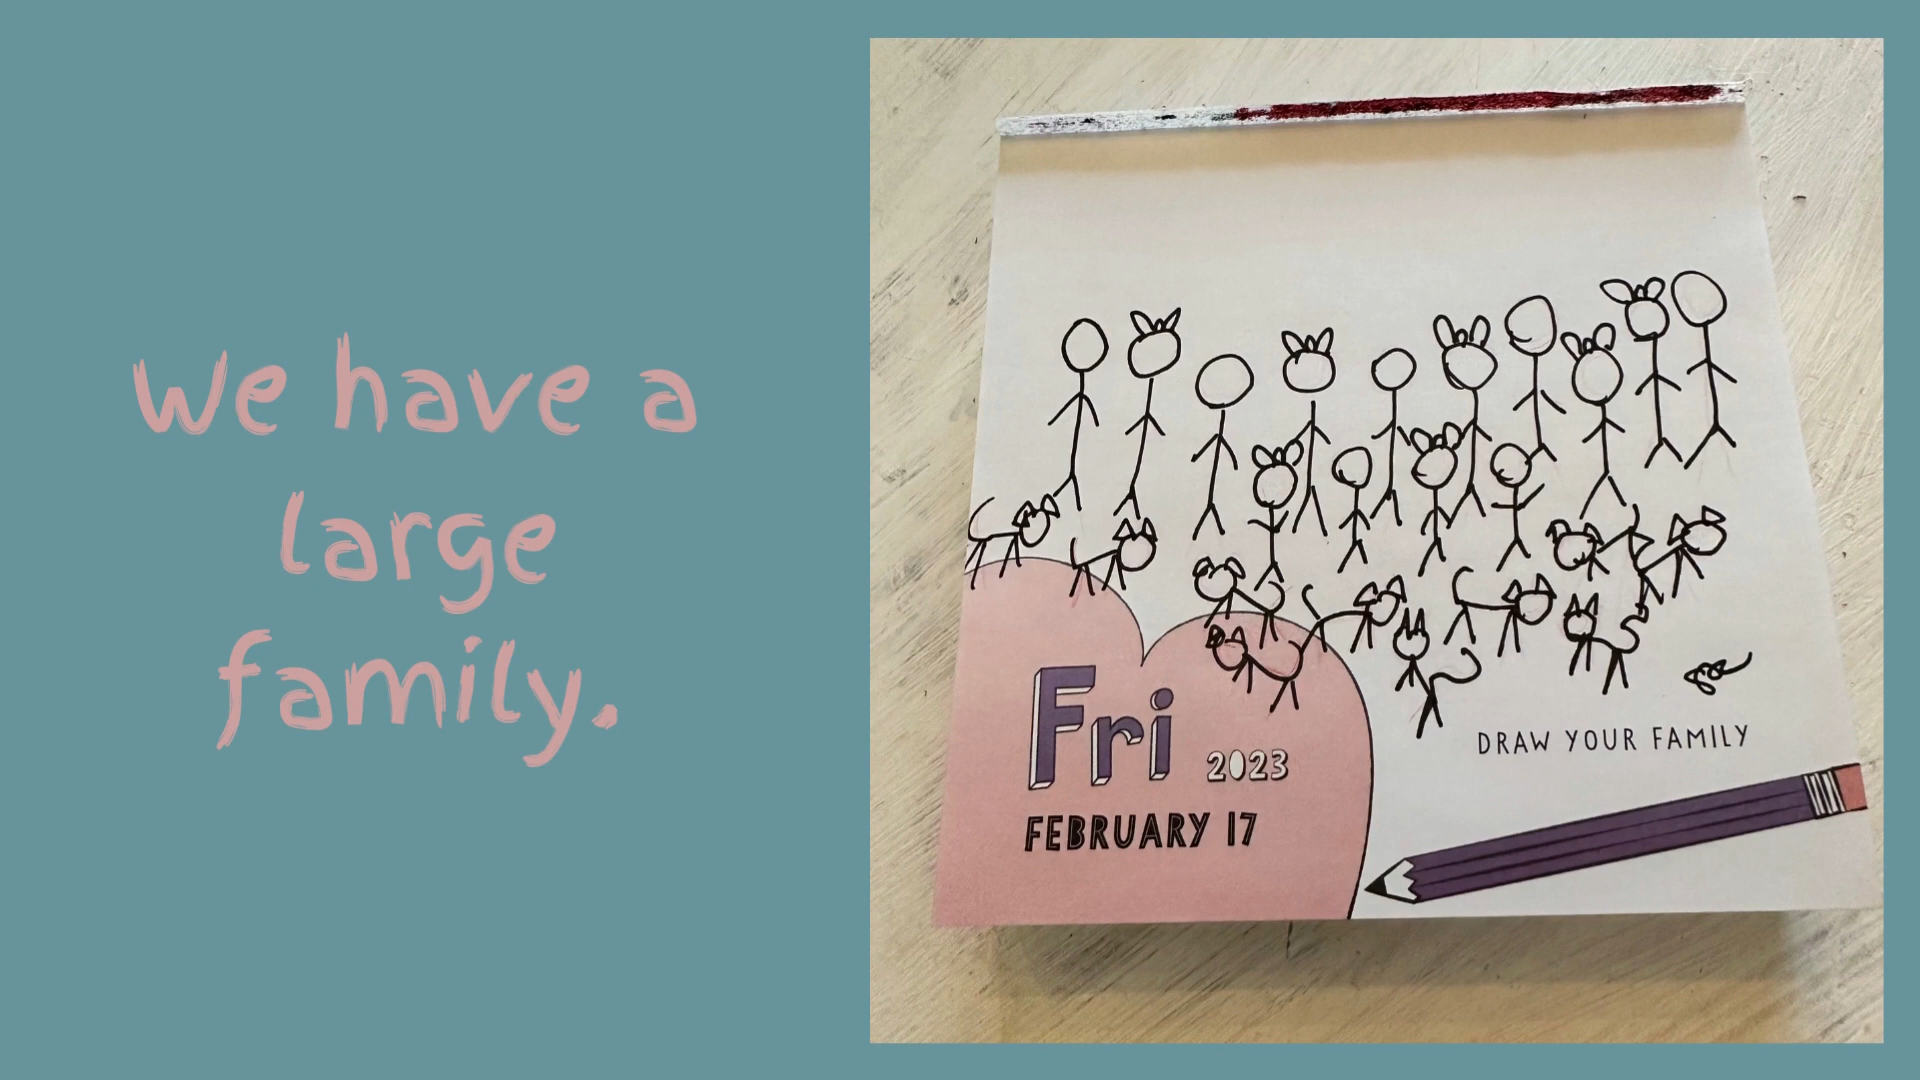 We have a
large
family.
Fri 2023
FEBRUARY 17
DRAW YOUR FAMILY